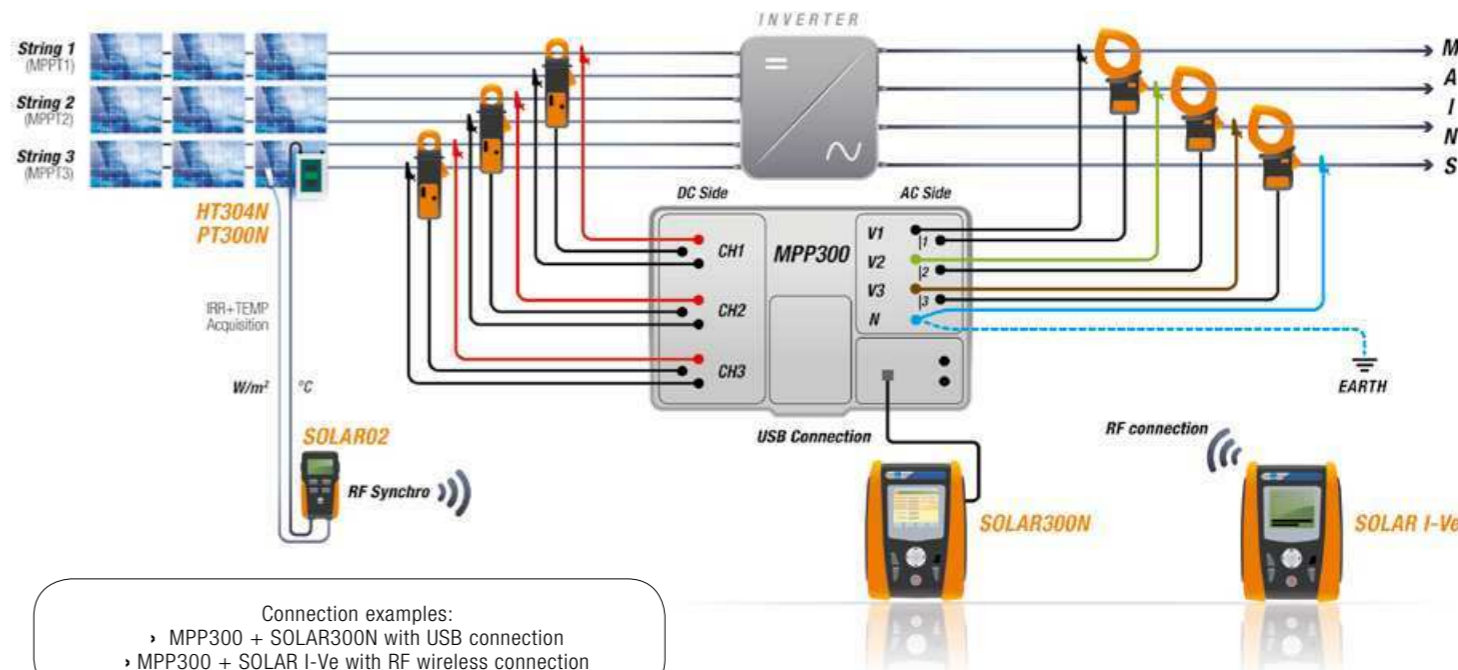 INVERTER
String 1
(MPPT1)
String 2
(MPPT2)
String 3
(MPPT3)
M
A
I
N
S
HT304N
PT300N
IRR+TEMP
Acquisition
W/m² °C
SOLAR02
RF Synchro
DC Side
AC Side
MPP300
CH1
CH2
CH3
V1
I1
V2
I2
V3
I3
N
EARTH
USB Connection
RF connection
SOLAR300N
SOLAR I-Ve
Connection examples:
› MPP300 + SOLAR300N with USB connection
› MPP300 + SOLAR I-Ve with RF wireless connection